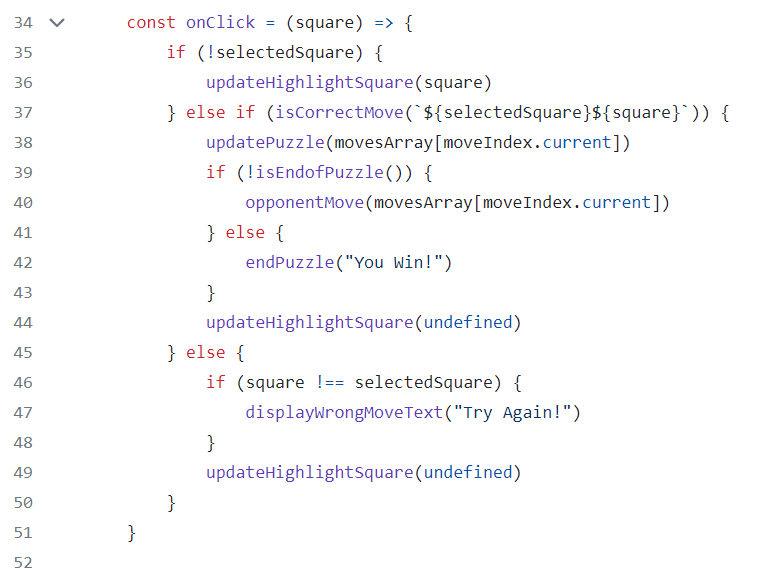 34 const onClick = (square) => {
35 if (!selectedSquare) {
36 updateHighlightSquare(square)
37 } else if (isCorrectMove(`${selectedSquare}${square}`)) {
38 updatePuzzle(movesArray[moveIndex.current])
39 if (!isEndofPuzzle()) {
40 opponentMove(movesArray[moveIndex.current])
41 } else {
42 endPuzzle("You Win!")
43 }
44 updateHighlightSquare(undefined)
45 } else {
46 if (square !== selectedSquare) {
47 displayWrongMoveText("Try Again!")
48 }
49 updateHighlightSquare(undefined)
50 }
51 }
52